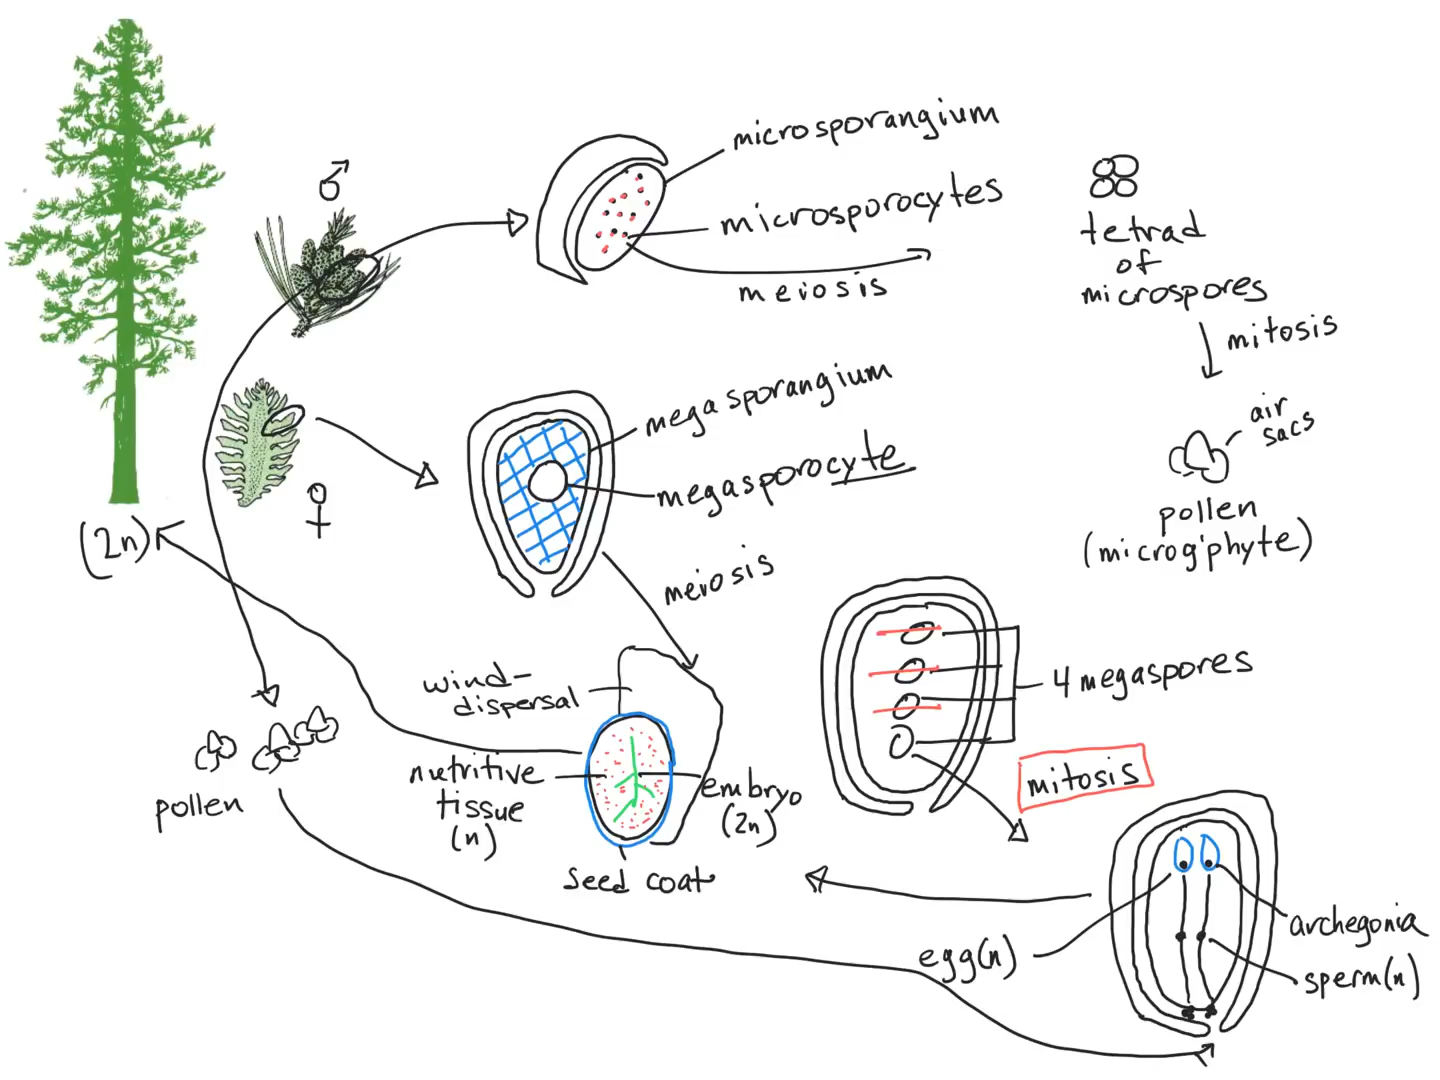 ♂
microsporangium
microsporocytes
meiosis
tetrad
of
microspores
mitosis
air
sacs
pollen
(microg'phyte)
megasporangium
megasporocyte
meiosis
♀
(2n)
4 megaspores
mitosis
wind-
dispersal
nutritive
tissue
(n)
embryo
(2n)
seed coat
pollen
egg(n)
archegonia
sperm(n)